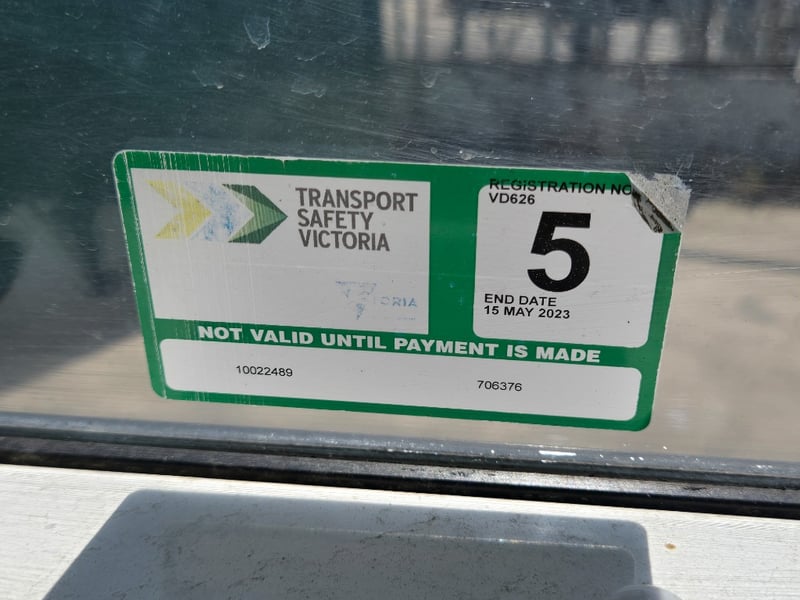 TRANSPORT
SAFETY
VICTORIA
VICTORIA
REGISTRATION NO
VD626
5
END DATE
15 MAY 2023
NOT VALID UNTIL PAYMENT IS MADE
10022489
706376